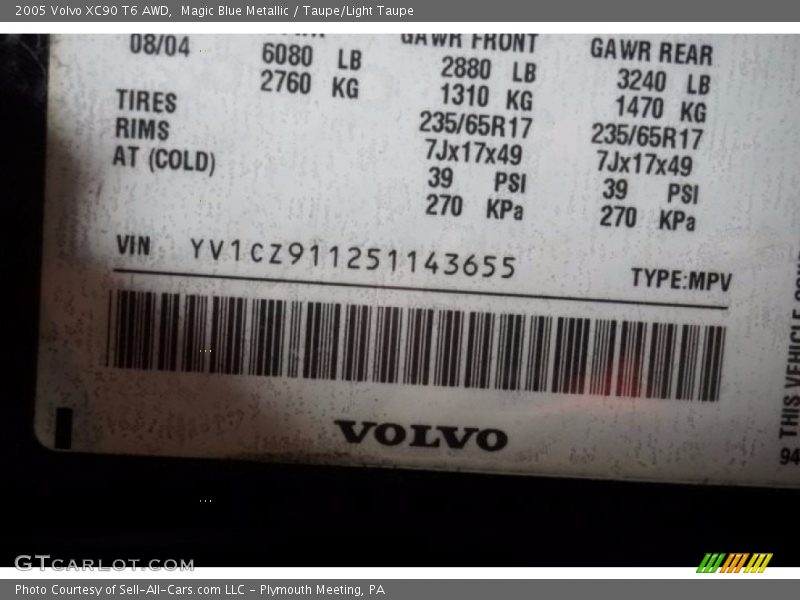 2005 Volvo XC90 T6 AWD, Magic Blue Metallic / Taupe/Light Taupe
08/04
6080 LB
2760 KG
GAWR FRONT
2880 LB
1310 KG
GAWR REAR
3240 LB
1470 KG
TIRES 235/65R17 235/65R17
RIMS 7Jx17x49 7Jx17x49
AT (COLD) 39 PSI 39 PSI
270 KPa 270 KPa
VIN YV1CZ911251143655 TYPE:MPV
VOLVO
THIS VEHICLE
94
GTCARLOT.COM
Photo Courtesy of Sell-All-Cars.com LLC - Plymouth Meeting, PA